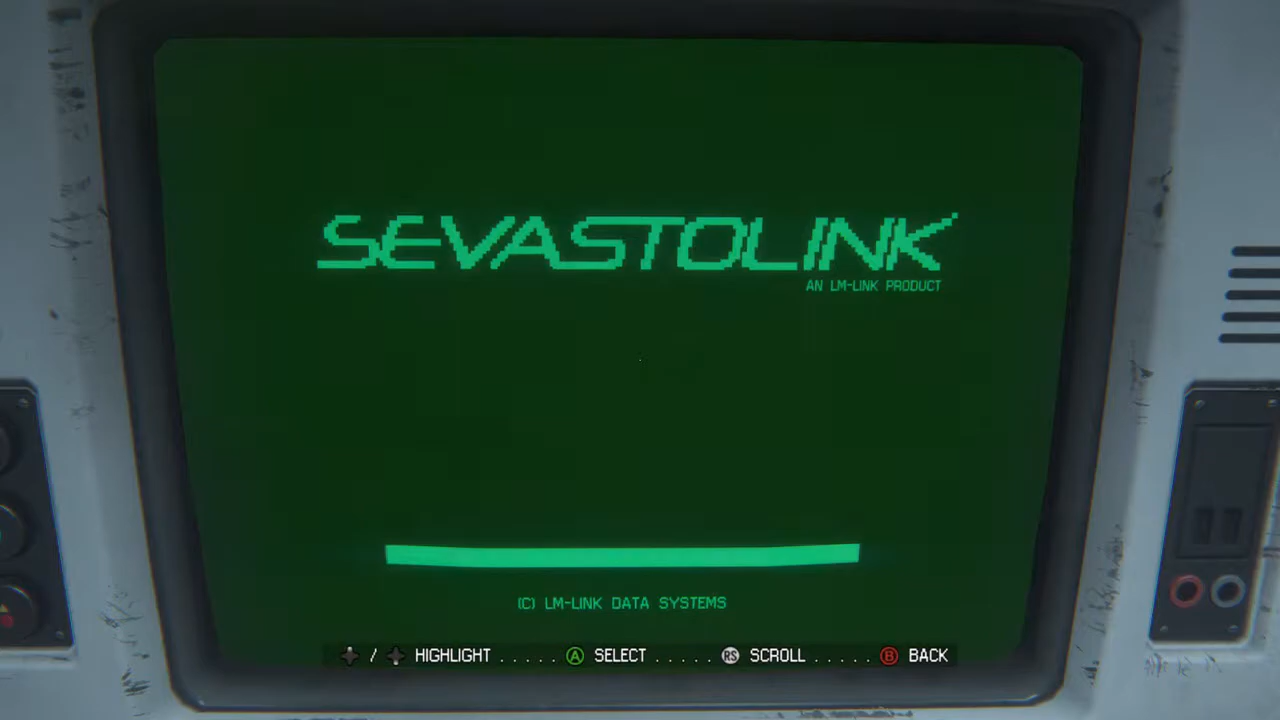 SEVASTOLINK
AN LM-LINK PRODUCT
(C) LM-LINK DATA SYSTEMS
/ HIGHLIGHT ..... A SELECT ..... RS SCROLL ..... B BACK